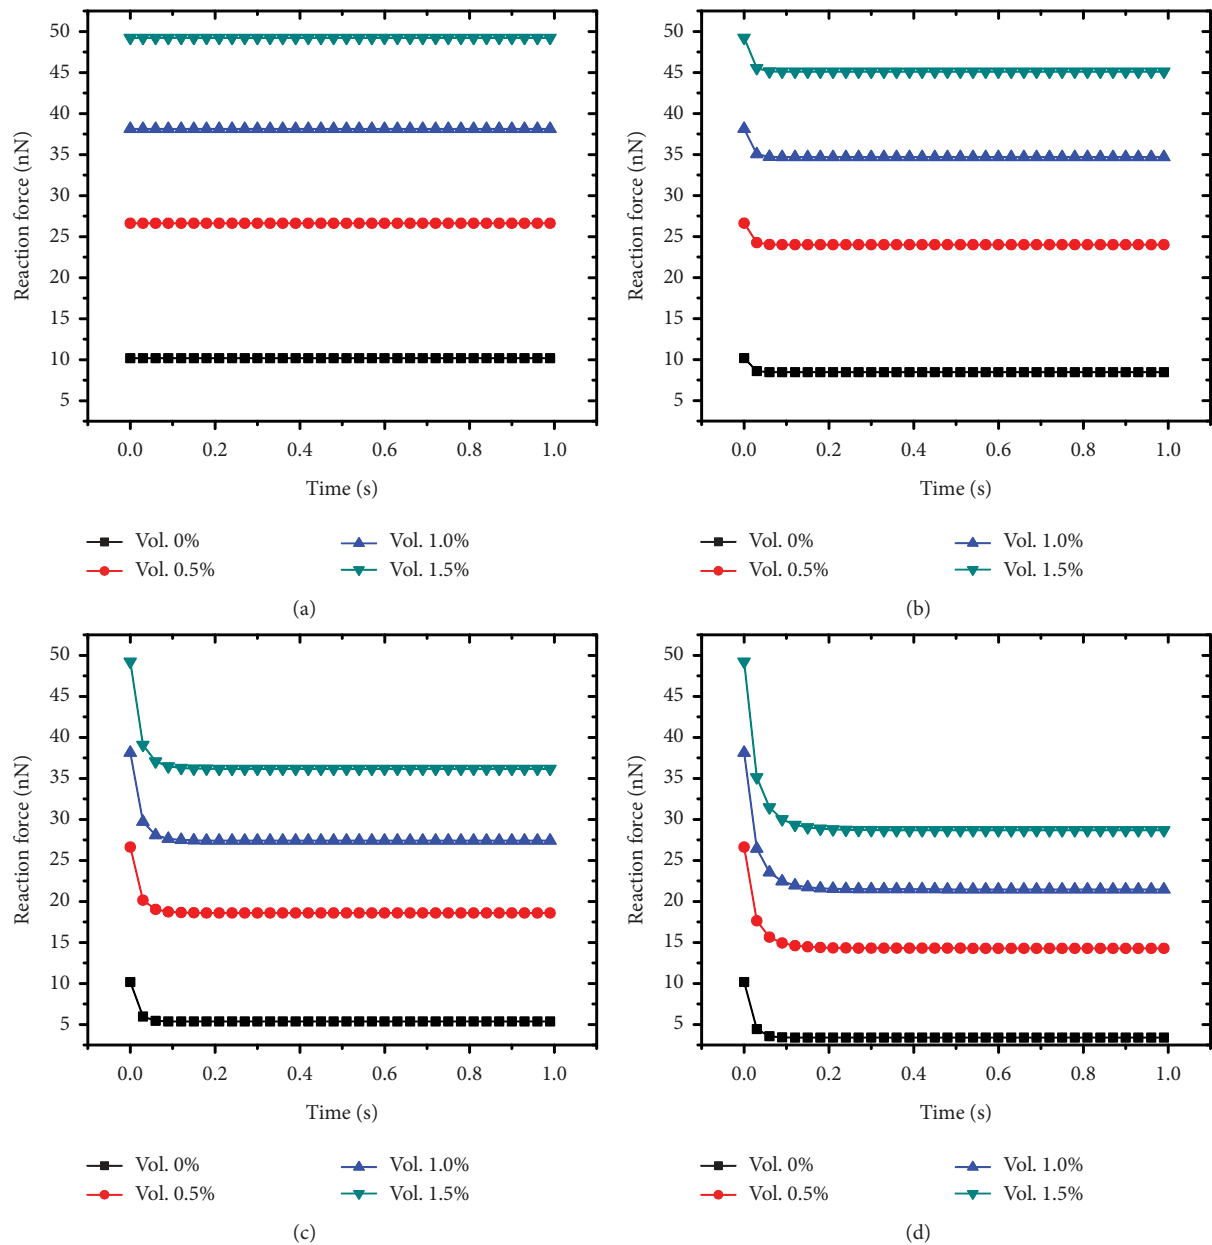 50
45
40
35
30
25
20
15
10
5
Reaction force (nN)
0.0 0.2 0.4 0.6 0.8 1.0
Time (s)
Vol. 0%
Vol. 0.5%
Vol. 1.0%
Vol. 1.5%
(a)
50
45
40
35
30
25
20
15
10
5
Reaction force (nN)
0.0 0.2 0.4 0.6 0.8 1.0
Time (s)
Vol. 0%
Vol. 0.5%
Vol. 1.0%
Vol. 1.5%
(b)
50
45
40
35
30
25
20
15
10
5
Reaction force (nN)
0.0 0.2 0.4 0.6 0.8 1.0
Time (s)
Vol. 0%
Vol. 0.5%
Vol. 1.0%
Vol. 1.5%
(c)
50
45
40
35
30
25
20
15
10
5
Reaction force (nN)
0.0 0.2 0.4 0.6 0.8 1.0
Time (s)
Vol. 0%
Vol. 0.5%
Vol. 1.0%
Vol. 1.5%
(d)